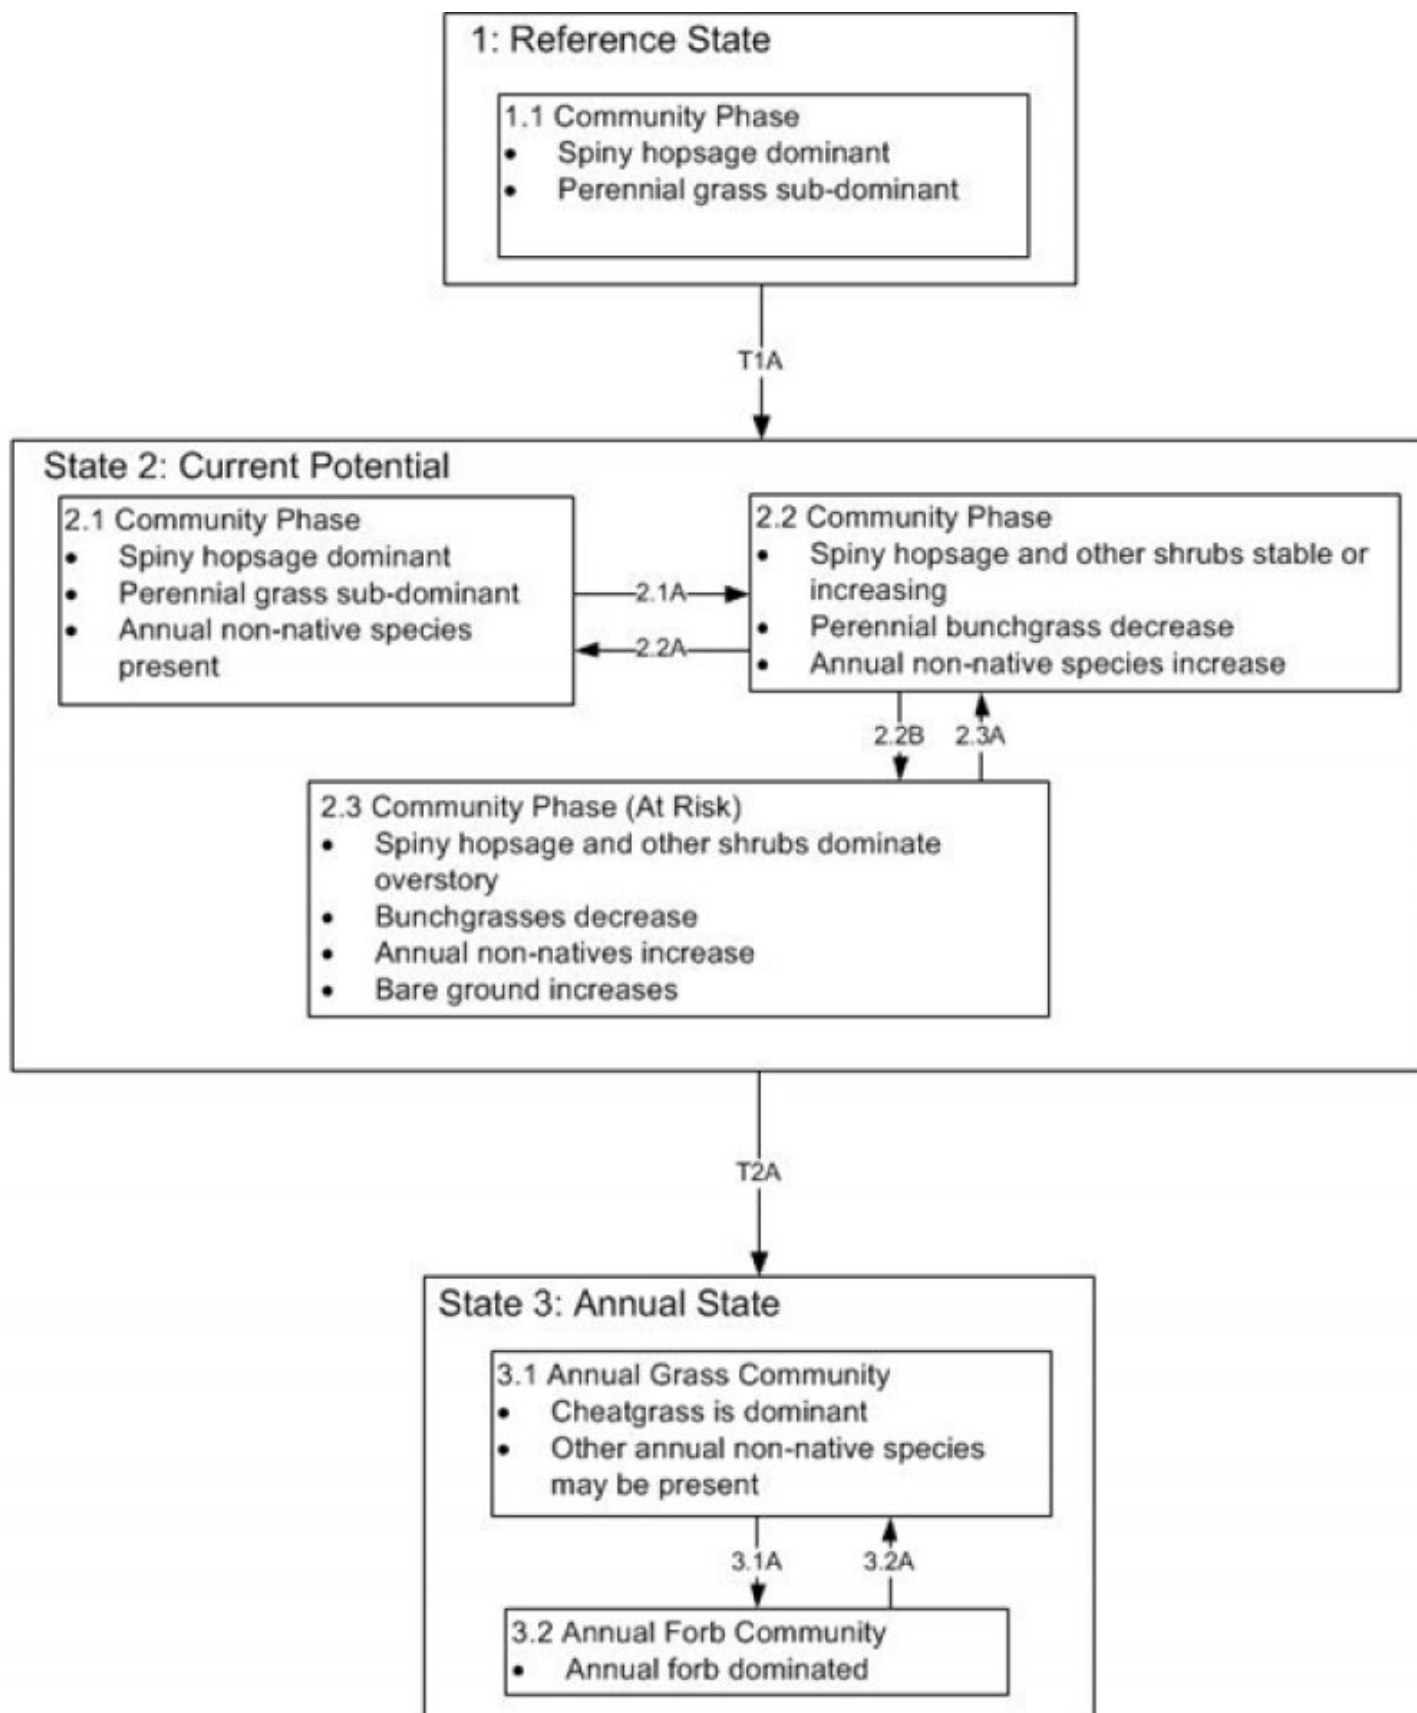 1: Reference State
1.1 Community Phase
• Spiny hopsage dominant
• Perennial grass sub-dominant
T1A
State 2: Current Potential
2.1 Community Phase
• Spiny hopsage dominant
• Perennial grass sub-dominant
• Annual non-native species
present
2.1A
2.2A
2.2 Community Phase
• Spiny hopsage and other shrubs stable or
increasing
• Perennial bunchgrass decrease
• Annual non-native species increase
2.2B
2.3A
2.3 Community Phase (At Risk)
• Spiny hopsage and other shrubs dominate
overstory
• Bunchgrasses decrease
• Annual non-natives increase
• Bare ground increases
T2A
State 3: Annual State
3.1 Annual Grass Community
• Cheatgrass is dominant
• Other annual non-native species
may be present
3.1A
3.2A
3.2 Annual Forb Community
• Annual forb dominated